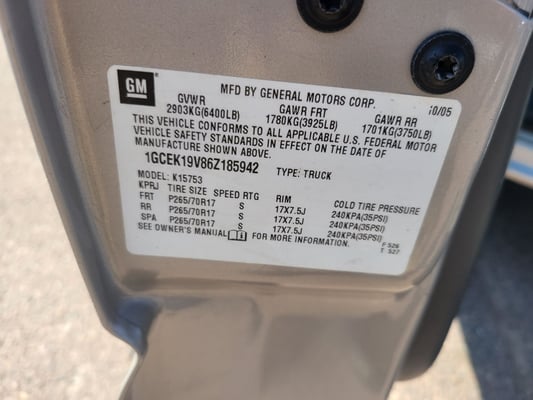 GM
MFD BY GENERAL MOTORS CORP. 10/05
GVWR GAWR FRT GAWR RR
2903KG(6400LB) 1780KG(3925LB) 1701KG(3750LB)
THIS VEHICLE CONFORMS TO ALL APPLICABLE U.S. FEDERAL MOTOR
VEHICLE SAFETY STANDARDS IN EFFECT ON THE DATE OF
MANUFACTURE SHOWN ABOVE.
1GCEK19V86Z185942 TYPE: TRUCK
MODEL: K15753
KPRJ TIRE SIZE SPEED RTG RIM COLD TIRE PRESSURE
FRT P265/70R17 S 17X7.5J 240KPA(35PSI)
RR P265/70R17 S 17X7.5J 240KPA(35PSI)
SPA P265/70R17 S 17X7.5J 240KPA(35PSI)
SEE OWNER'S MANUAL FOR MORE INFORMATION.
F 526
T 527